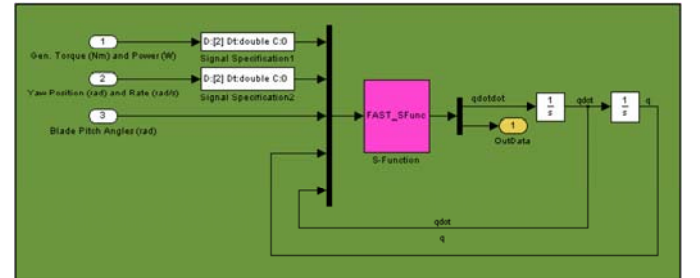 1
D:[2] Dt:double C:0
Gen. Torque (Nm) and Power (W)
Signal Specification1
2
D:[2] Dt:double C:0
Yaw Position (rad) and Rate (rad/s)
Signal Specification2
3
Blade Pitch Angles (rad)
FAST_SFunc
S-Function
qdotdot
1
s
qdot
1
s
q
1
OutData
qdot
q